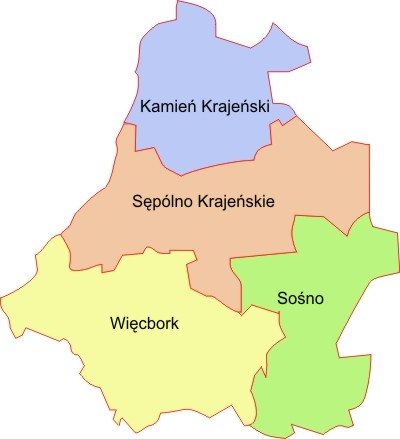 Kamień Krajeński
Sępólno Krajeńskie
Sośno
Więcbork